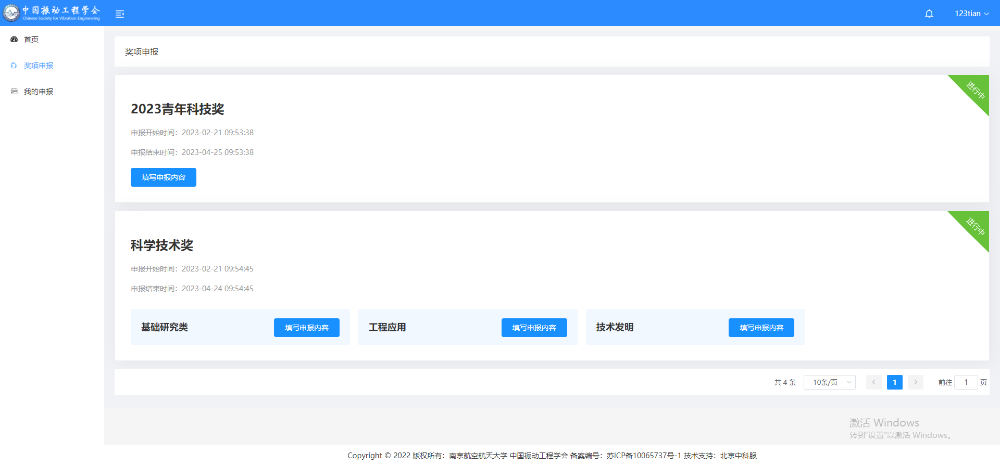 CSVE
中国振动工程学会
Chinese Society for Vibration Engineering
123tian
首页
奖项申报
我的申报
奖项申报
进行中
2023青年科技奖
申报开始时间：2023-02-21 09:53:38
申报结束时间：2023-04-25 09:53:38
填写申报内容
进行中
科学技术奖
申报开始时间：2023-02-21 09:54:45
申报结束时间：2023-04-24 09:54:45
基础研究类 填写申报内容 工程应用 填写申报内容 技术发明 填写申报内容
共 4 条 10条/页 1 前往 1 页
激活 Windows
转到“设置”以激活 Windows。
Copyright © 2022 版权所有：南京航空航天大学 中国振动工程学会 备案编号：苏ICP备10065737号-1 技术支持：北京中科服